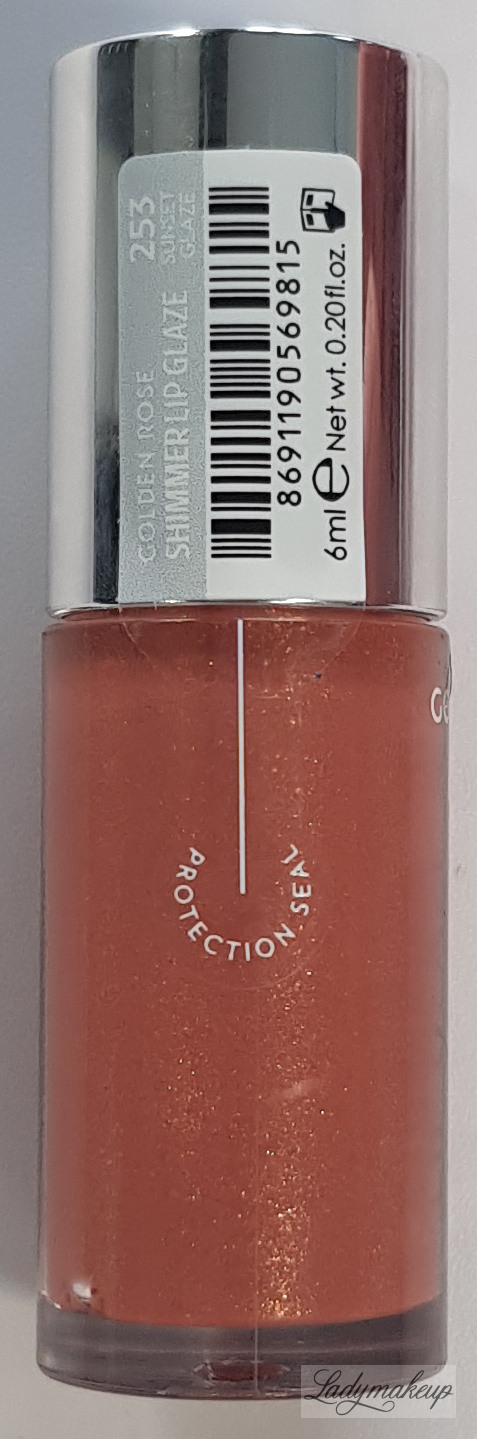 GOLDEN ROSE
SHIMMER LIP GLAZE
253
SUNSET
GLAZE
8691190569815
6ml e Net wt. 0.20fl.oz.
PROTECTION SEAL
Ladymakeup